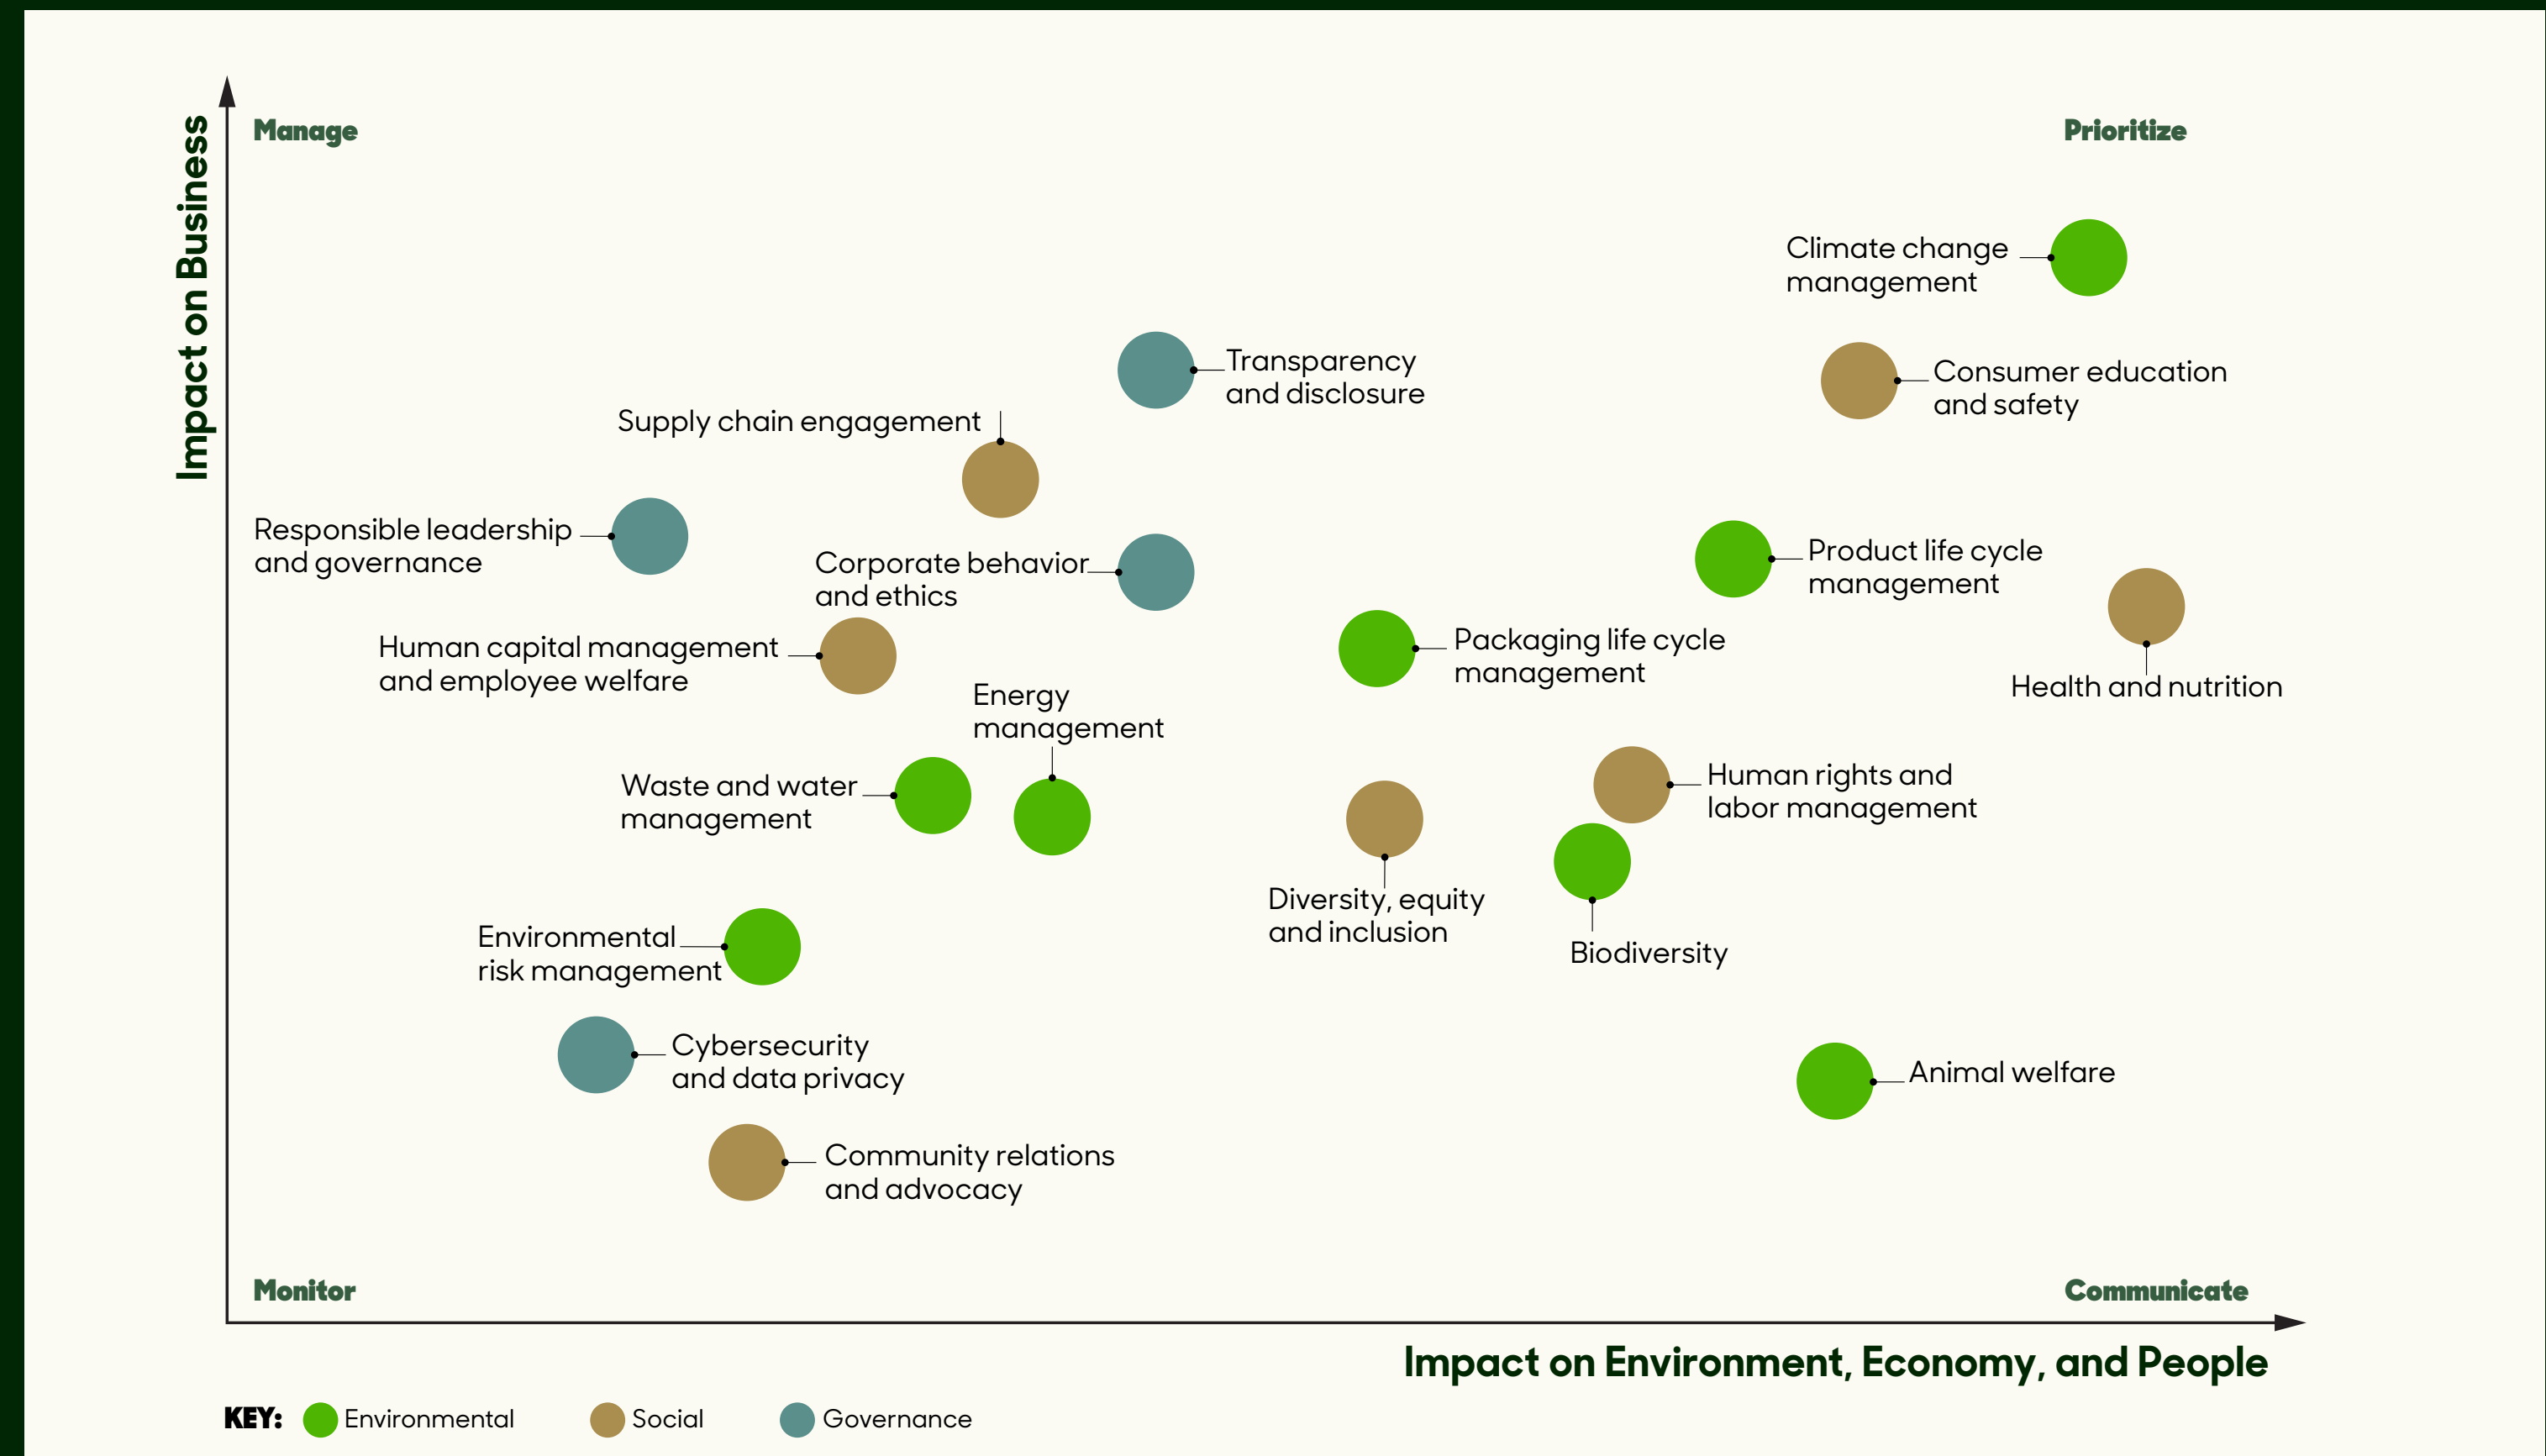 Manage
Prioritize
Impact on Business
Climate change
management
Transparency
and disclosure
Consumer education
and safety
Supply chain engagement
Responsible leadership
and governance
Corporate behavior
and ethics
Product life cycle
management
Human capital management
and employee welfare
Packaging life cycle
management
Health and nutrition
Energy
management
Waste and water
management
Human rights and
labor management
Diversity, equity
and inclusion
Biodiversity
Environmental
risk management
Cybersecurity
and data privacy
Animal welfare
Community relations
and advocacy
Monitor
Communicate
Impact on Environment, Economy, and People
KEY: Environmental Social Governance